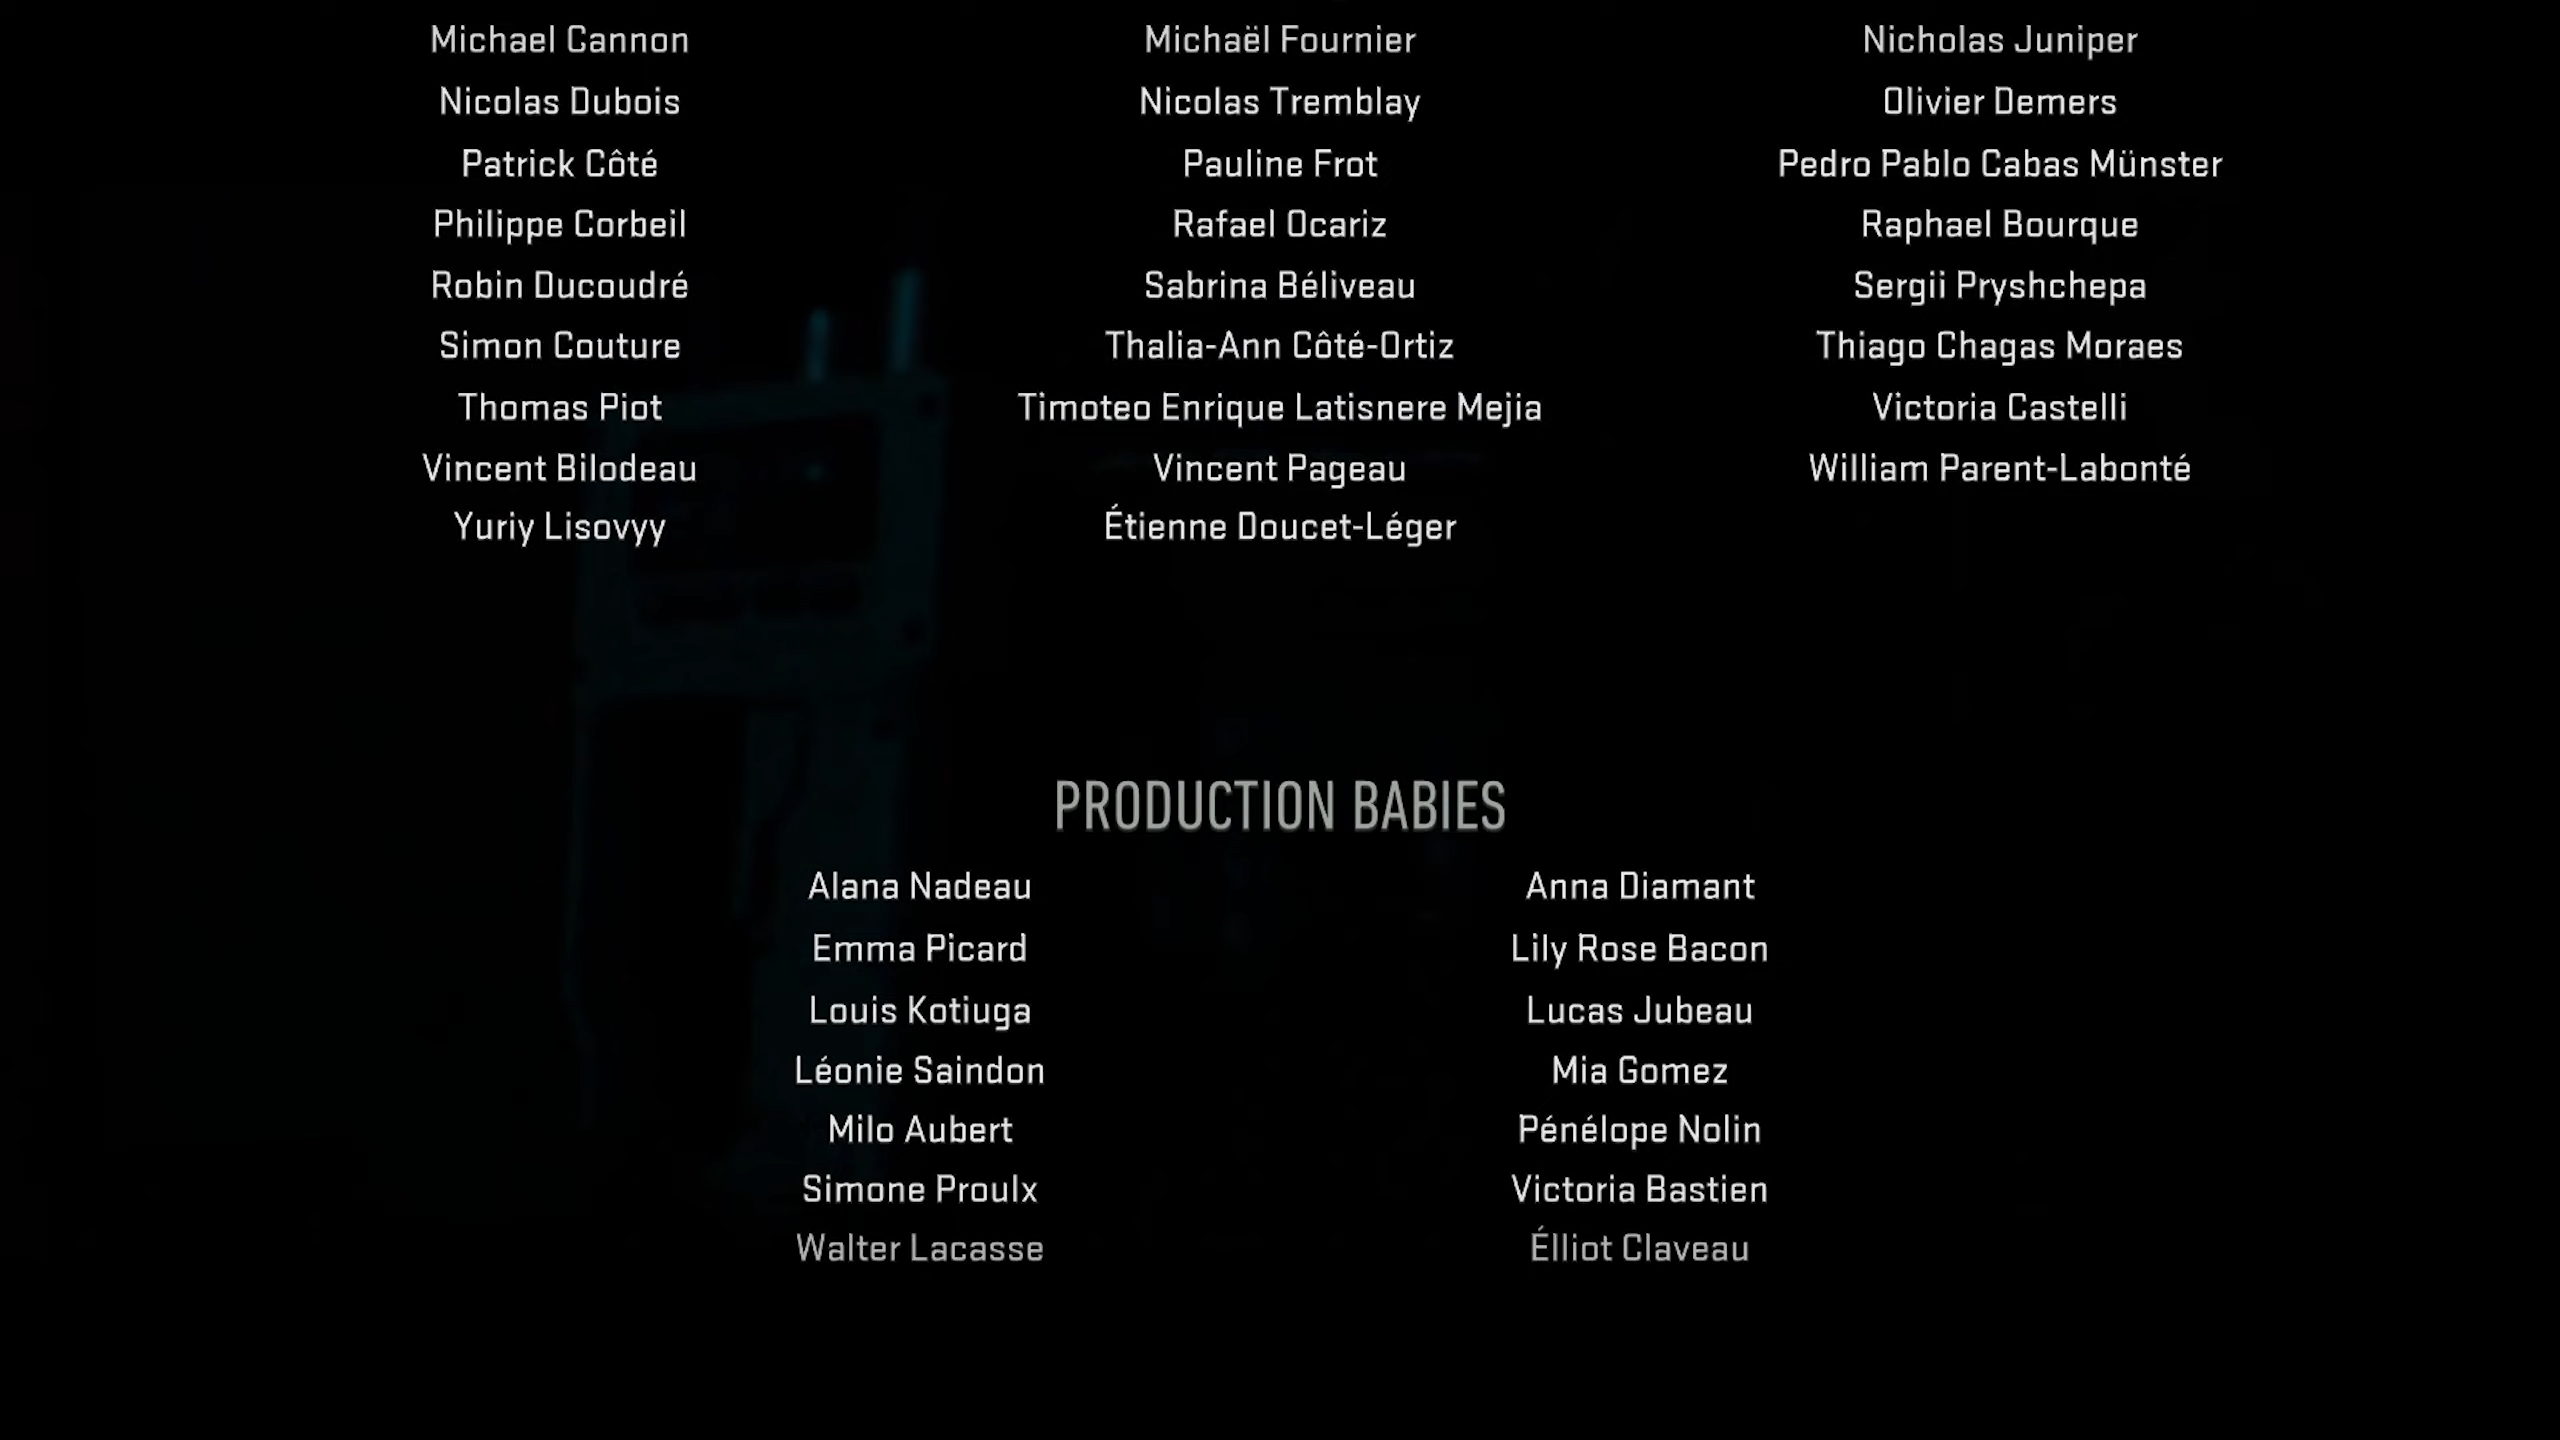 Michael Cannon Michaël Fournier Nicholas Juniper
Nicolas Dubois Nicolas Tremblay Olivier Demers
Patrick Côté Pauline Frot Pedro Pablo Cabas Münster
Philippe Corbeil Rafael Ocariz Raphael Bourque
Robin Ducoudré Sabrina Béliveau Sergii Pryshchepa
Simon Couture Thalia-Ann Côté-Ortiz Thiago Chagas Moraes
Thomas Piot Timoteo Enrique Latisnere Mejia Victoria Castelli
Vincent Bilodeau Vincent Pageau William Parent-Labonté
Yuriy Lisovyy Étienne Doucet-Léger
PRODUCTION BABIES
Alana Nadeau Anna Diamant
Emma Picard Lily Rose Bacon
Louis Kotiuga Lucas Jubeau
Léonie Saindon Mia Gomez
Milo Aubert Pénélope Nolin
Simone Proulx Victoria Bastien
Walter Lacasse Élliot Claveau